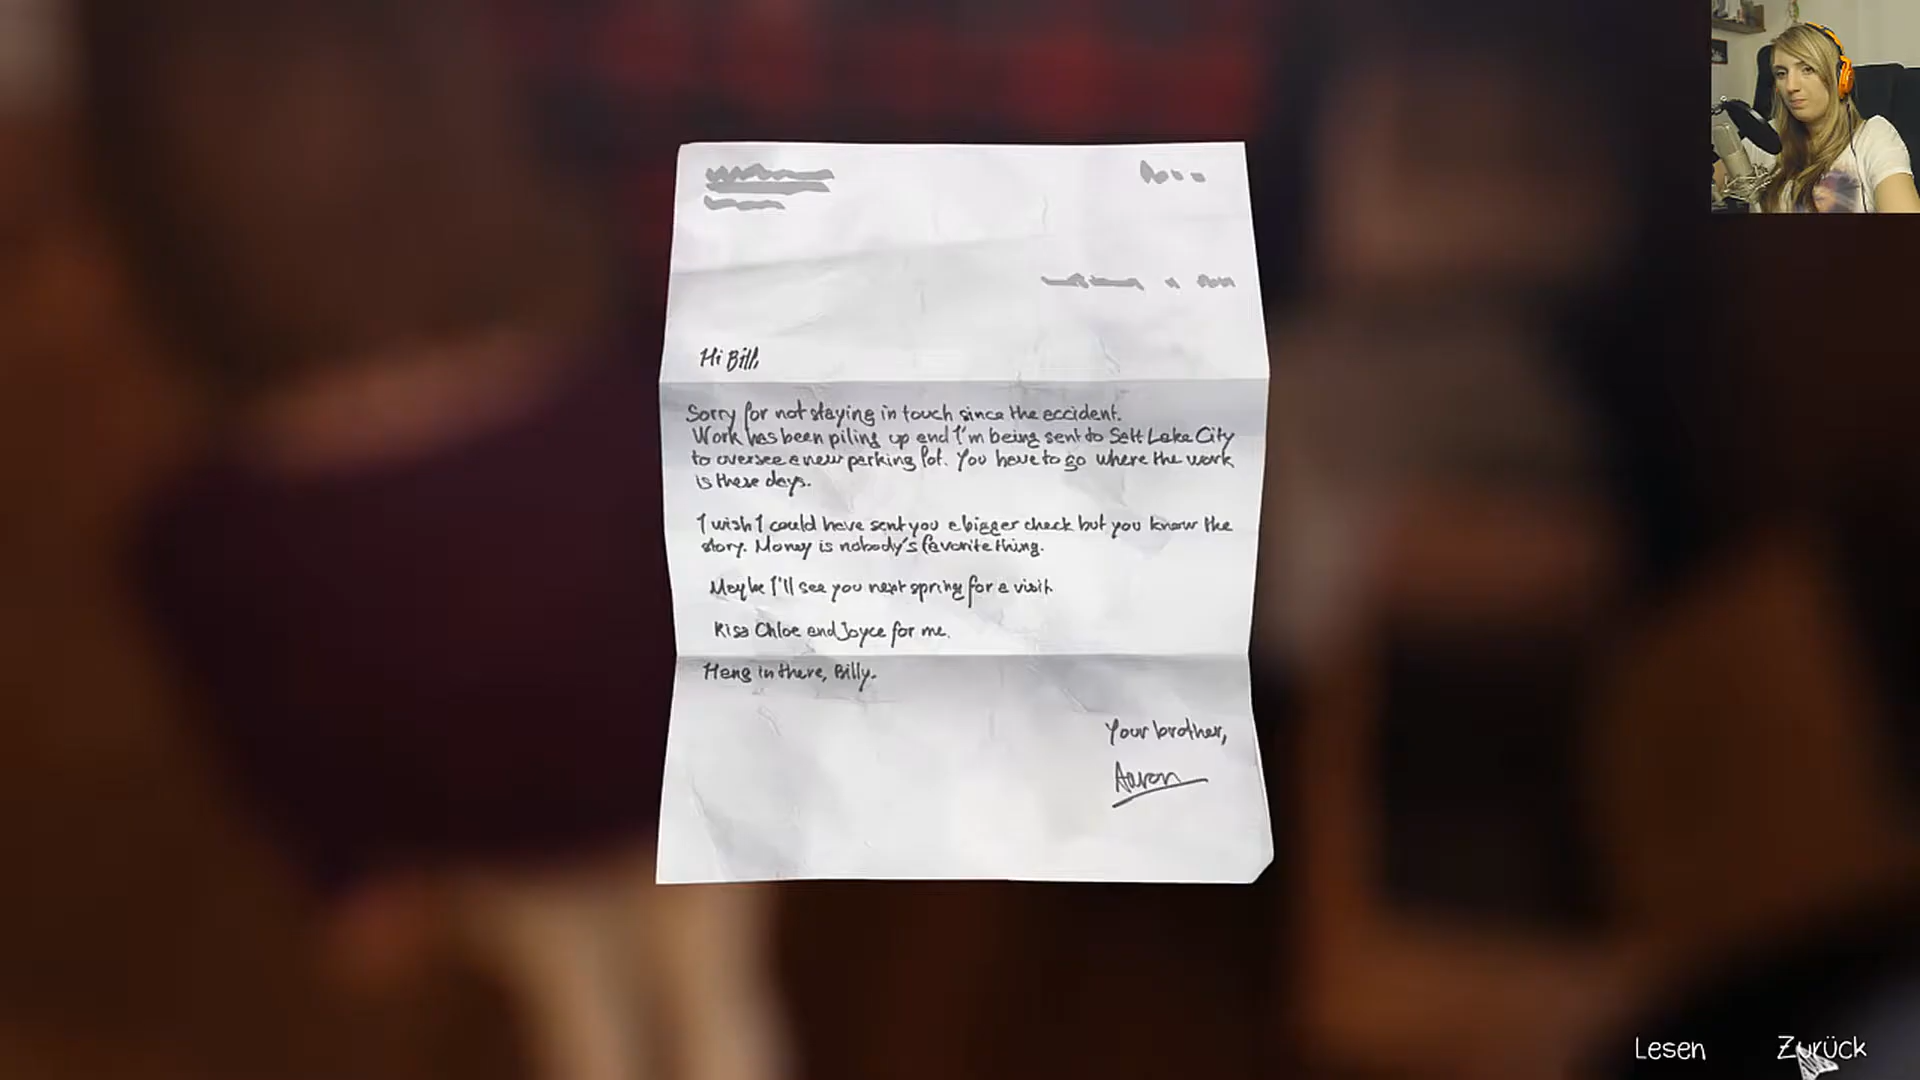 Hi Bill,
Sorry for not staying in touch since the accident.
Work has been piling up and I'm being sent to Salt Lake City
to oversee a new parking lot. You have to go where the work
is these days.
I wish I could have sent you a bigger check but you know the
story. Money is nobody's favorite thing.
Maybe I'll see you next spring for a visit.
Kiss Chloe and Joyce for me.
Hang in there, Billy.
Your brother,
Aaron
Lesen Zurück